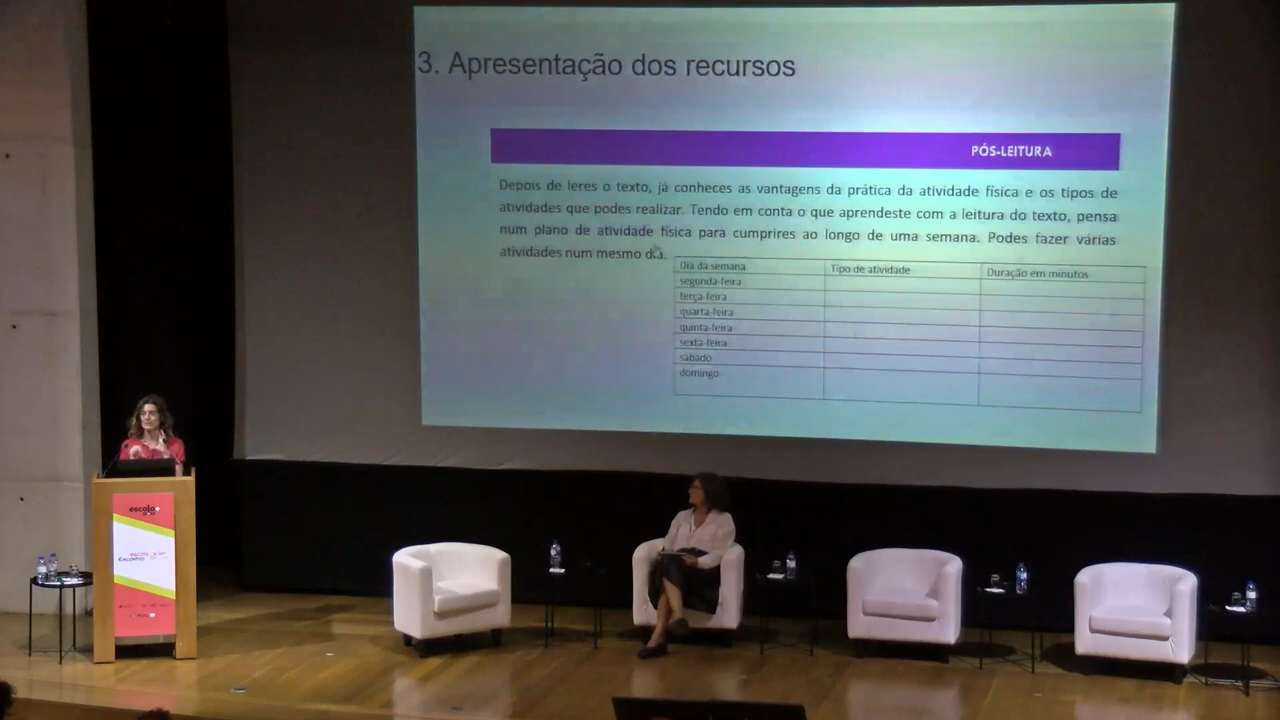 3. Apresentação dos recursos
PÓS-LEITURA
Depois de leres o texto, já conheces as vantagens da prática da atividade física e os tipos de
atividades que podes realizar. Tendo em conta o que aprendeste com a leitura do texto, pensa
num plano de atividade física para cumprires ao longo de uma semana. Podes fazer várias
atividades num mesmo dia.
Dia da semana Tipo de atividade Duração em minutos
segunda-feira
terça-feira
quarta-feira
quinta-feira
sexta-feira
sábado
domingo
escola